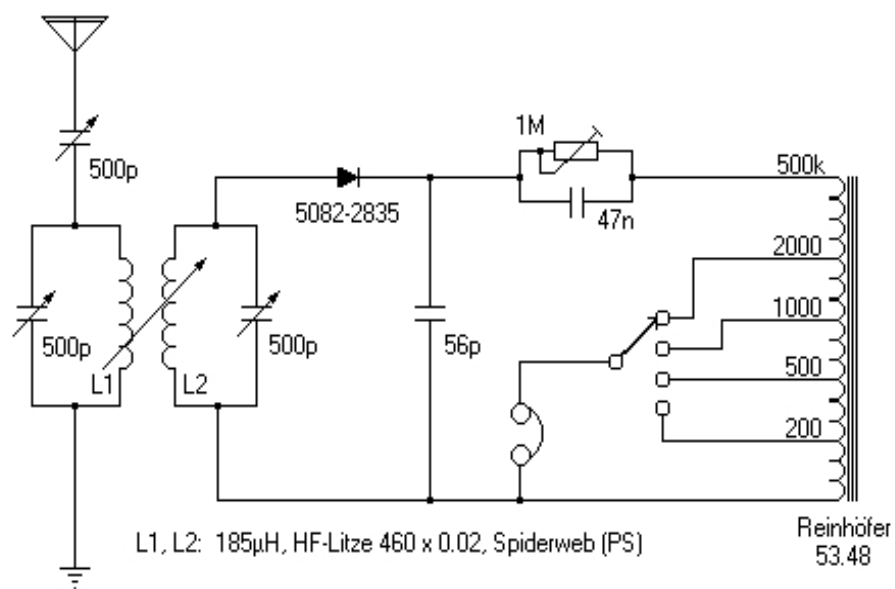 500p
1M
500k
5082-2835
47n
2000
1000
500p
500p
56p
500
L1
L2
200
L1, L2: 185µH, HF-Litze 460 x 0.02, Spiderweb (PS)
Reinhöfer
53.48